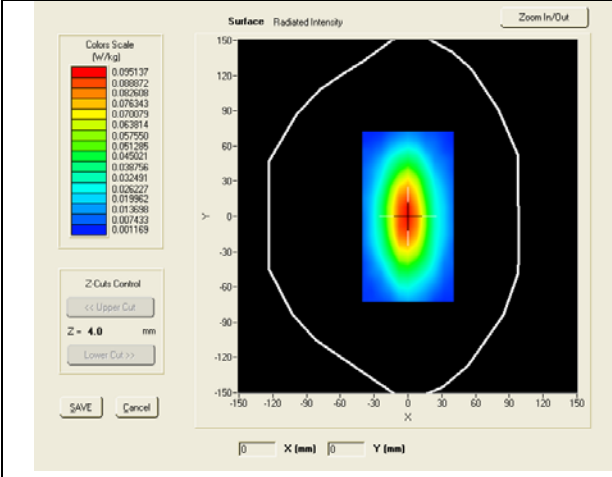 Surface Radiated Intensity
Zoom In/Out
Colors Scale
(W/kg)
0.095137
0.088872
0.082608
0.076343
0.070079
0.063814
0.057550
0.051285
0.045021
0.038756
0.032491
0.026227
0.019962
0.013698
0.007433
0.001169
Z-Cuts Control
<< Upper Cut
Z = 4.0 mm
Lower Cut >>
SAVE Cancel
150-
120-
90-
60-
30-
0-
-30-
-60-
-90-
-120-
-150-
Y
-150 -120 -90 -60 -30 0 30 60 90 120 150
X
0 X (mm) 0 Y (mm)